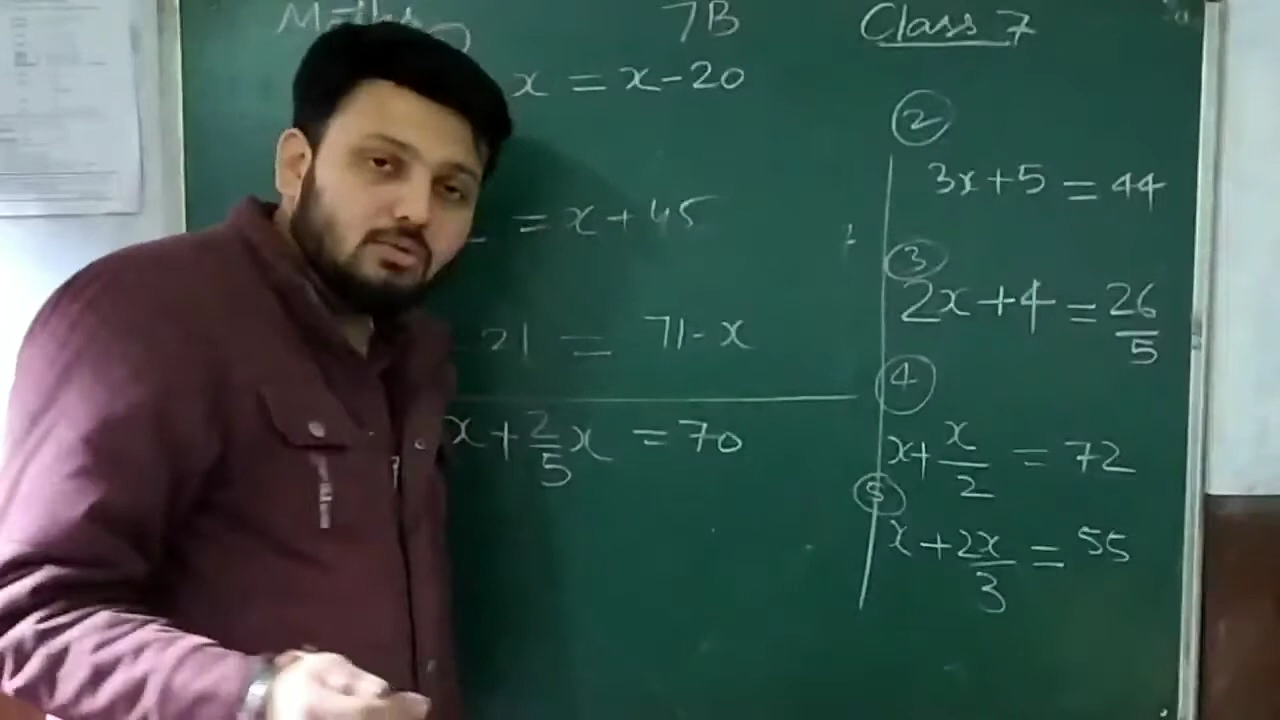 Maths 7B Class 7
x = x-20
= x+45
21 = 71-x
x + 2/5 x = 70
②
3x+5 = 44
③
2x+4 = 26/5
④
x + x/2 = 72
⑤
x + 2x/3 = 55